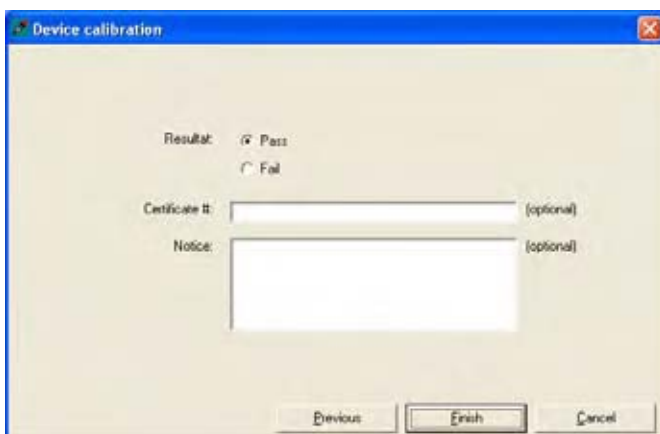 Device calibration
Resultat: Pass
Fail
Certificate #: (optional)
Notice: (optional)
Previous Finish Cancel